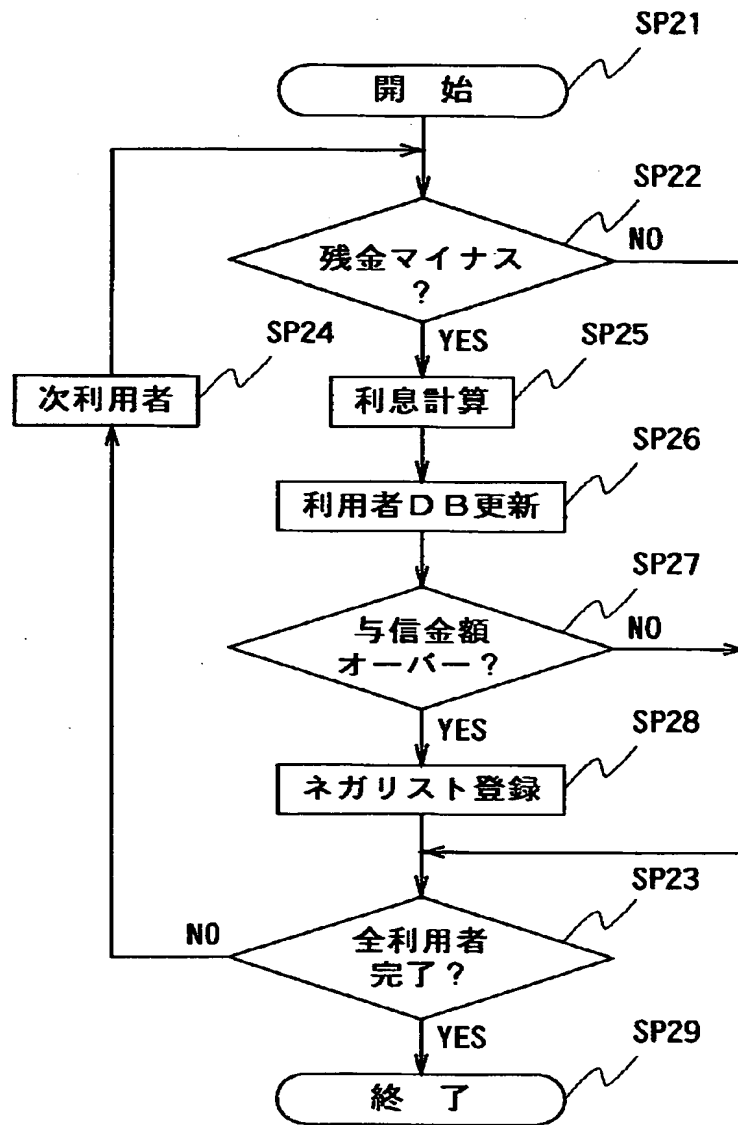 SP21
開 始
SP22
残金マイナス
?
NO
YES
SP24
次利用者
SP25
利息計算
SP26
利用者DB更新
SP27
与信金額
オーバー?
NO
YES
SP28
ネガリスト登録
SP23
全利用者
完了?
NO
YES
SP29
終 了